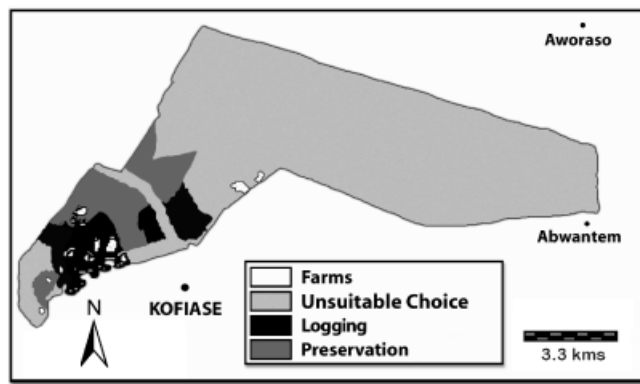 Aworaso
Abwantem
KOFIASE
N
Farms
Unsuitable Choice
Logging
Preservation
3.3 kms